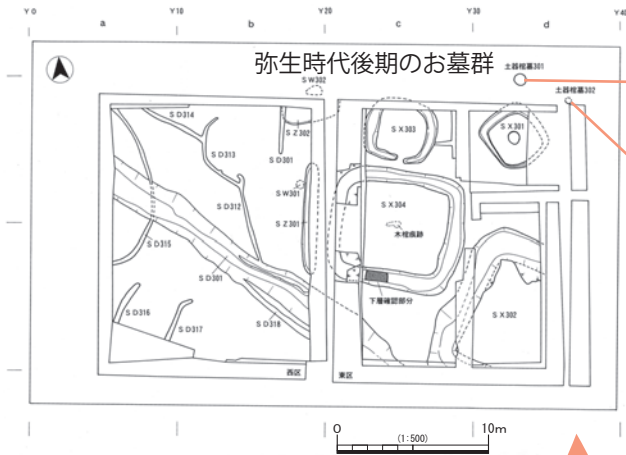 Y 0
Y10
Y20
Y30
Y40
a
b
c
d
弥生時代後期のお墓群
土器棺墓301
土器棺墓302
S W302
S D314
S Z302
S D313
S D301
S X303
S X301
S W301
S D312
S Z301
S X304
木棺痕跡
S D315
S D301
下層確認部分
S D316
S D317
S D318
S X302
西区
東区
0
10m
(1:500)